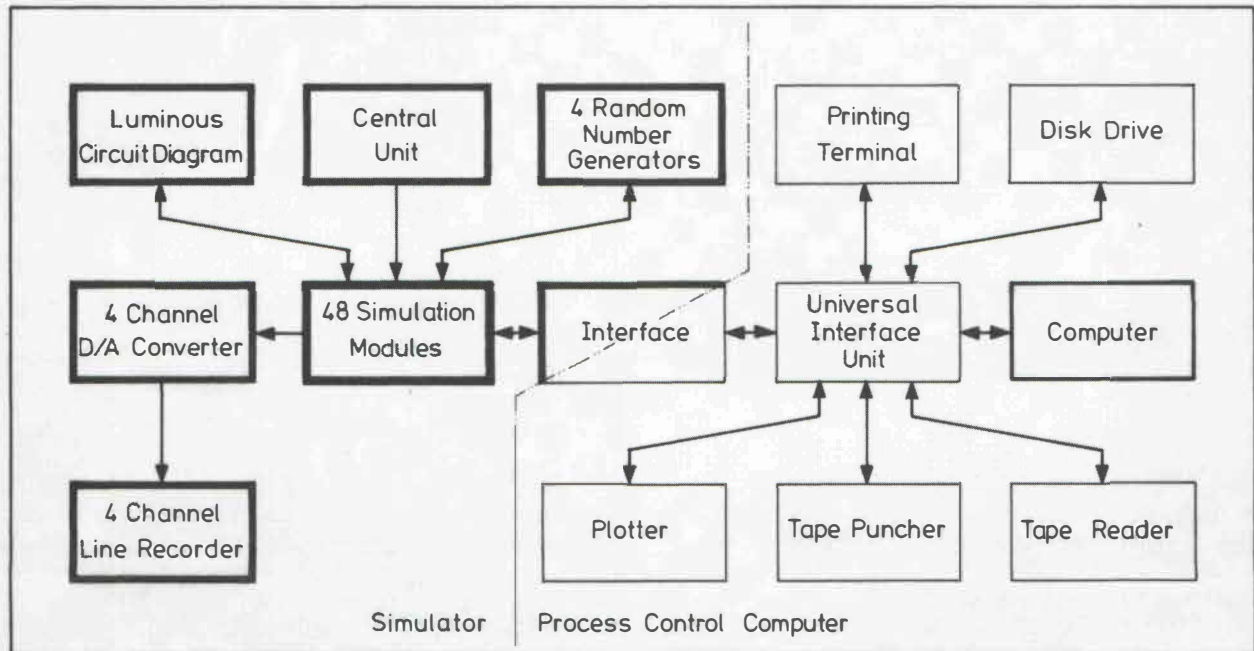 Luminous
Circuit Diagram
Central
Unit
4 Random
Number
Generators
Printing
Terminal
Disk Drive
4 Channel
D/A Converter
48 Simulation
Modules
Interface
Universal
Interface
Unit
Computer
4 Channel
Line Recorder
Plotter
Tape Puncher
Tape Reader
Simulator
Process Control Computer